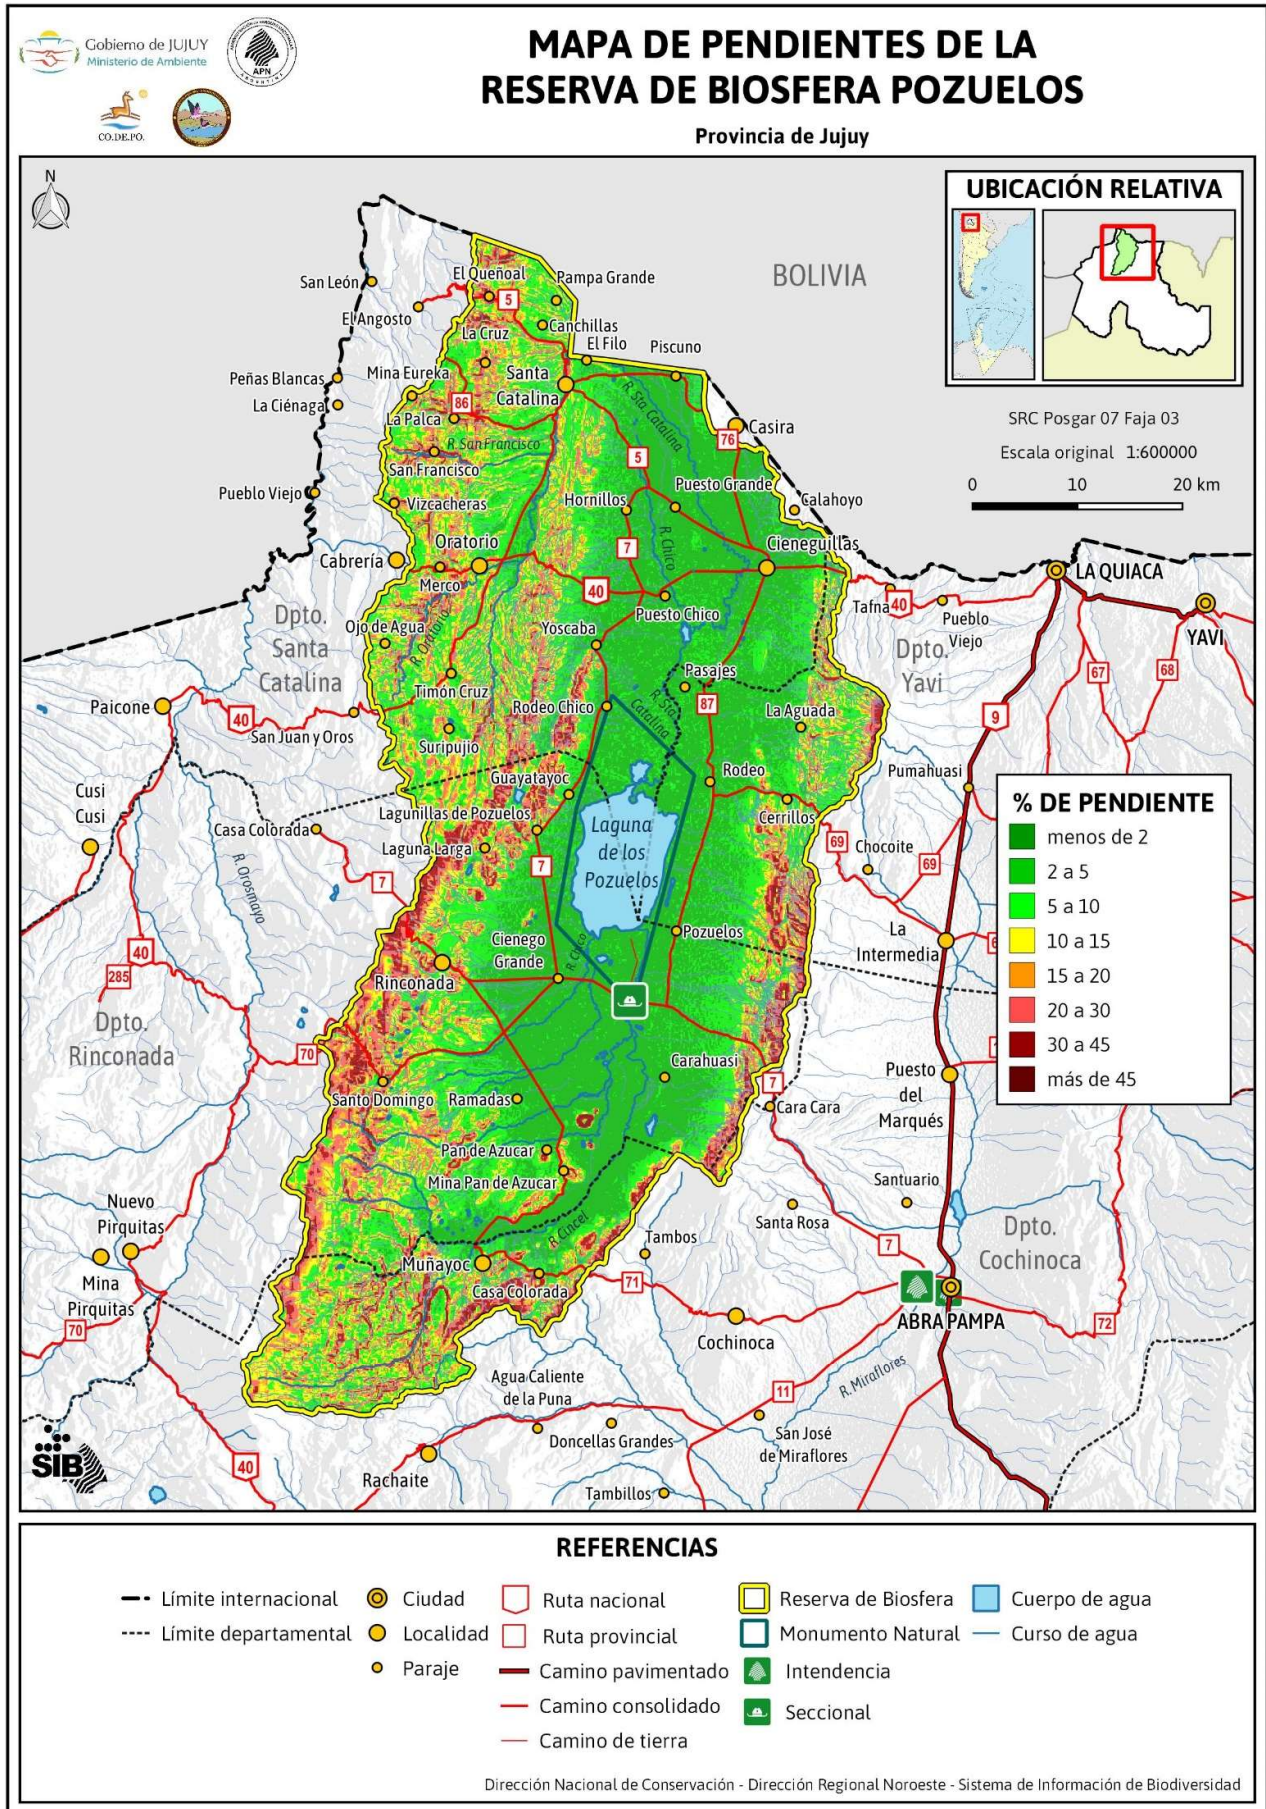 Gobierno de JUJUY
Ministerio de Ambiente
APN
ARGENTINA
CO.DE.PO.
MAPA DE PENDIENTES DE LA
RESERVA DE BIOSFERA POZUELOS
Provincia de Jujuy
N
UBICACIÓN RELATIVA
BOLIVIA
SRC Posgar 07 Faja 03
Escala original 1:600000
0 10 20 km
San León
El Queñoal
Pampa Grande
5
El Angosto
Canchillas
La Cruz
El Filo
Piscuno
Peñas Blancas
Mina Eureka
Santa
Catalina
La Ciénaga
86
La Palca
R. Sta Catalina
Casira
76
R. San Francisco
San Francisco
5
Puesto Grande
Pueblo Viejo
Vizcacheras
Hornillos
Calahoyo
R. Chico
Cabrería
Oratorio
7
Cieneguillas
LA QUIACA
Merco
40
Tafna
40
Puesto Chico
Pueblo
Viejo
YAVI
Dpto.
Santa
Catalina
Ojo de Agua
R. Oratorio
Yoscaba
Dpto.
Yavi
67
68
Timón Cruz
Pasajes
Paicone
40
Rodeo Chico
R. Sta
Catalina
87
La Aguada
9
San Juan y Oros
Suripujio
Guayatayoc
Rodeo
Pumahuasi
Cusi
Cusi
Lagunillas de Pozuelos
Cerrillos
Casa Colorada
Laguna
de los
Pozuelos
Laguna Larga
69
Chocoite
69
R. Orosmayo
7
7
40
Cienego
Grande
R. Chico
Pozuelos
La
Intermedia
6
285
Rinconada
Dpto.
Rinconada
70
Carahuasi
Puesto
del
Marqués
1
7
Santo Domingo
Ramadas
Cara Cara
Pan de Azucar
Mina Pan de Azucar
Santuario
Nuevo
Pirquitas
Santa Rosa
R. Cincel
Tambos
Dpto.
Cochinoca
Mina
Pirquitas
Muñayoc
7
Casa Colorada
71
70
Cochinoca
ABRA PAMPA
72
Agua Caliente
de la Puna
11
R. Miraflores
Doncellas Grandes
San José
de Miraflores
SIB
40
Rachaite
Tambillos
% DE PENDIENTE
menos de 2
2 a 5
5 a 10
10 a 15
15 a 20
20 a 30
30 a 45
más de 45
REFERENCIAS
Límite internacional
Límite departamental
Ciudad
Localidad
Paraje
Ruta nacional
Ruta provincial
Camino pavimentado
Camino consolidado
Camino de tierra
Reserva de Biosfera
Monumento Natural
Intendencia
Seccional
Cuerpo de agua
Curso de agua
Dirección Nacional de Conservación - Dirección Regional Noroeste - Sistema de Información de Biodiversidad